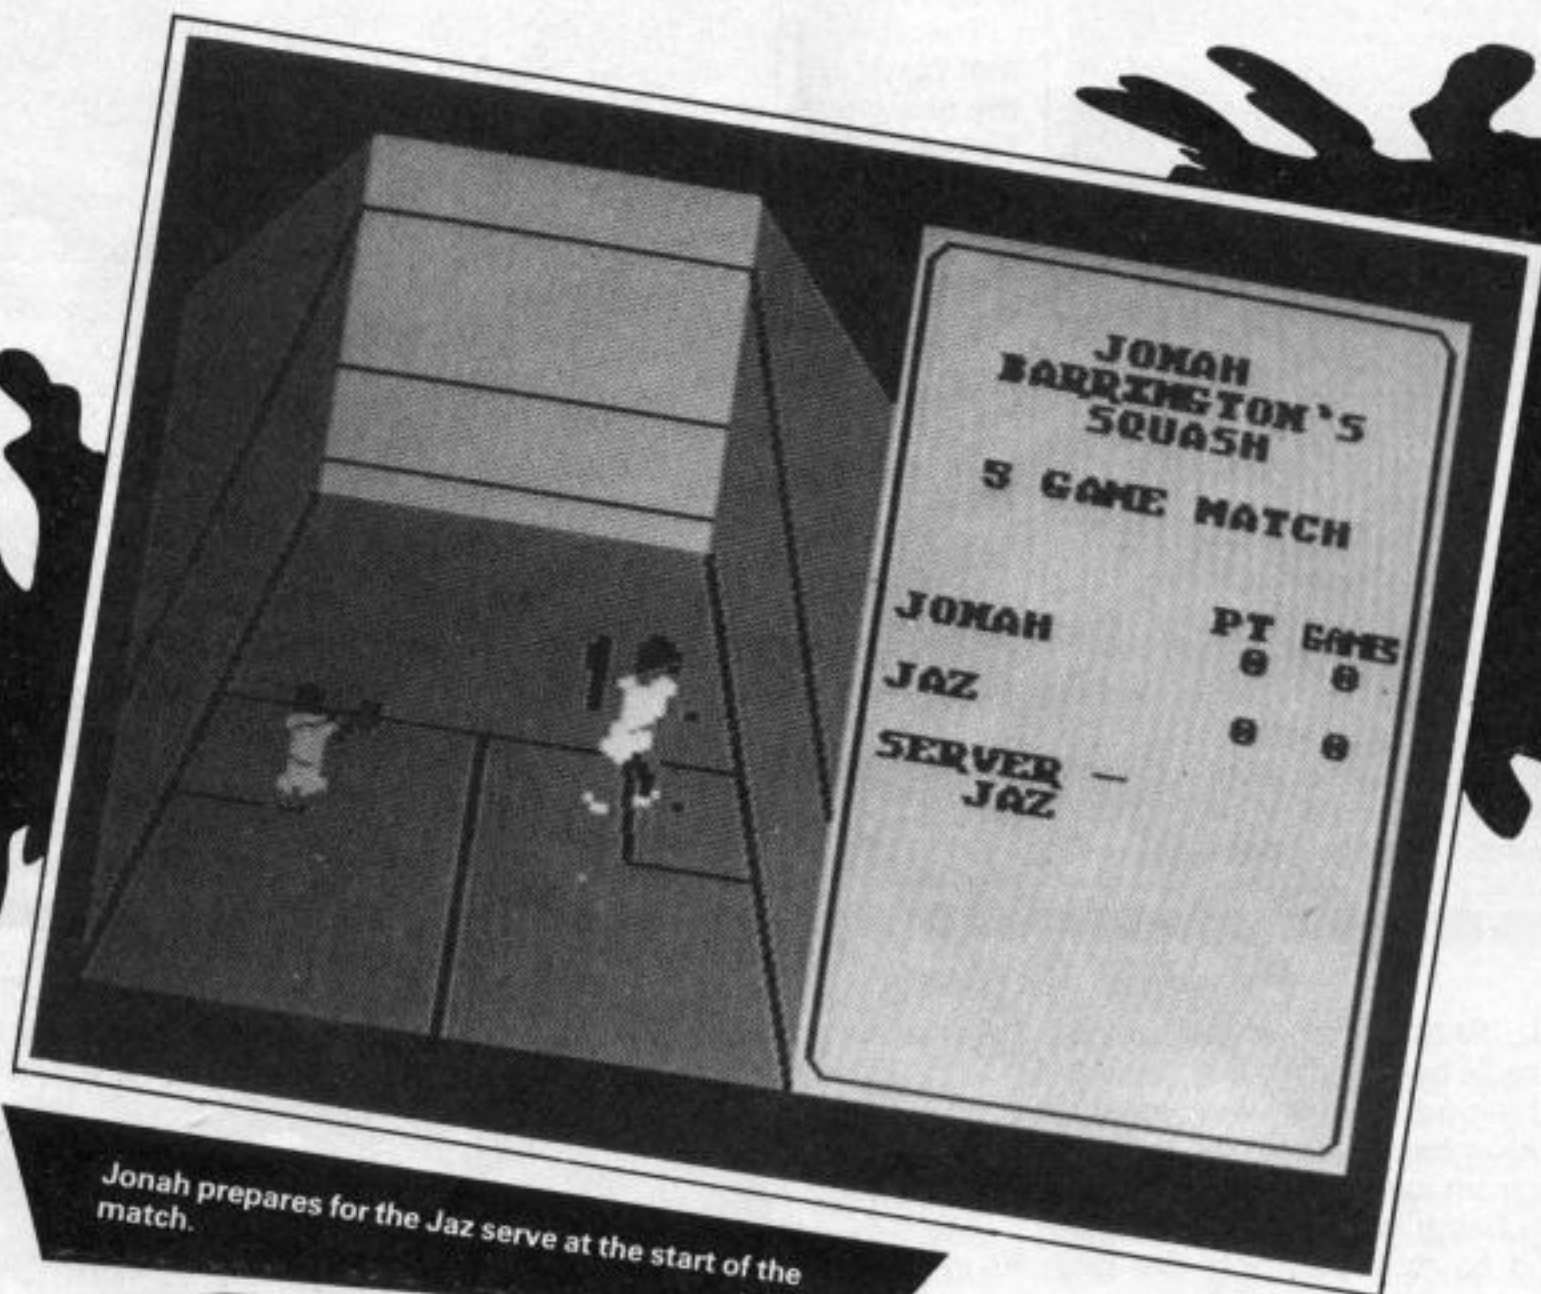 JONAH
BARRINGTON'S
SQUASH
5 GAME MATCH
JONAH PT GAMES
0 0
JAZ
0 0
SERVER —
JAZ
Jonah prepares for the Jaz serve at the start of the
match.